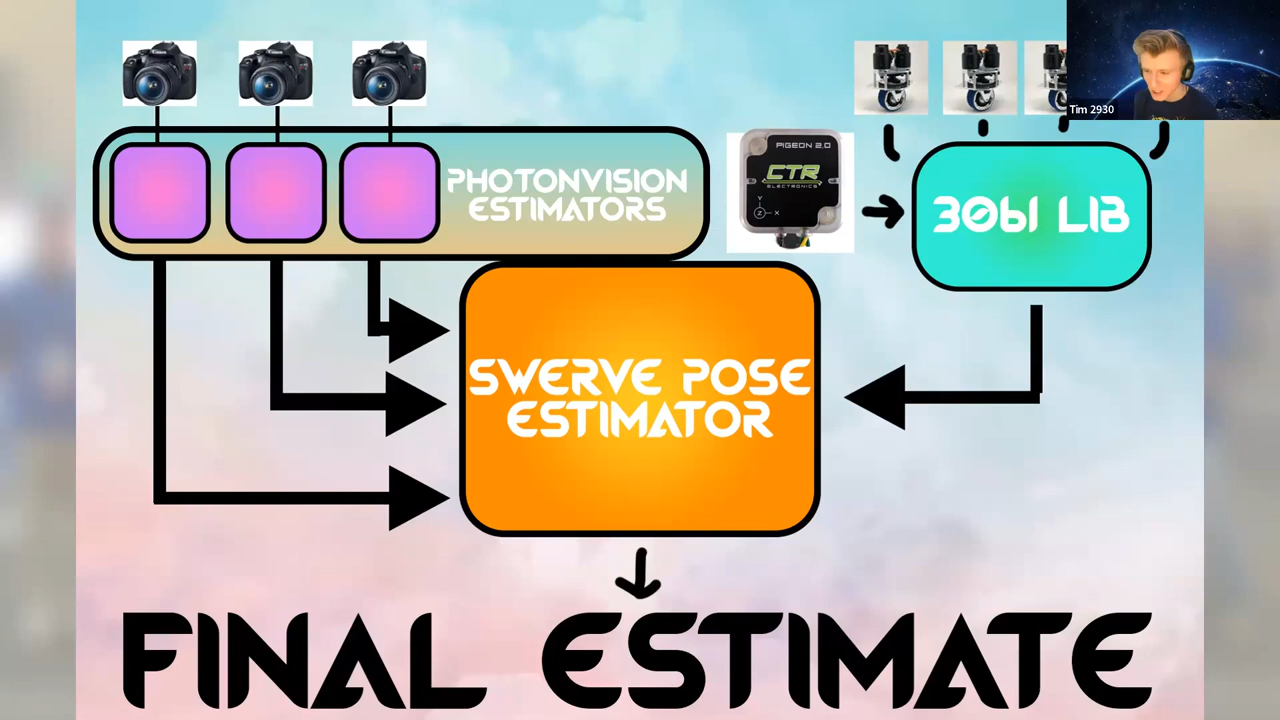 Tim 2930
PIGEON 2.0
CTR
ELECTRONICS
Y
Z X
PHOTONVISION
ESTIMATORS
3061 LIB
SWERVE POSE
ESTIMATOR
FINAL ESTIMATE